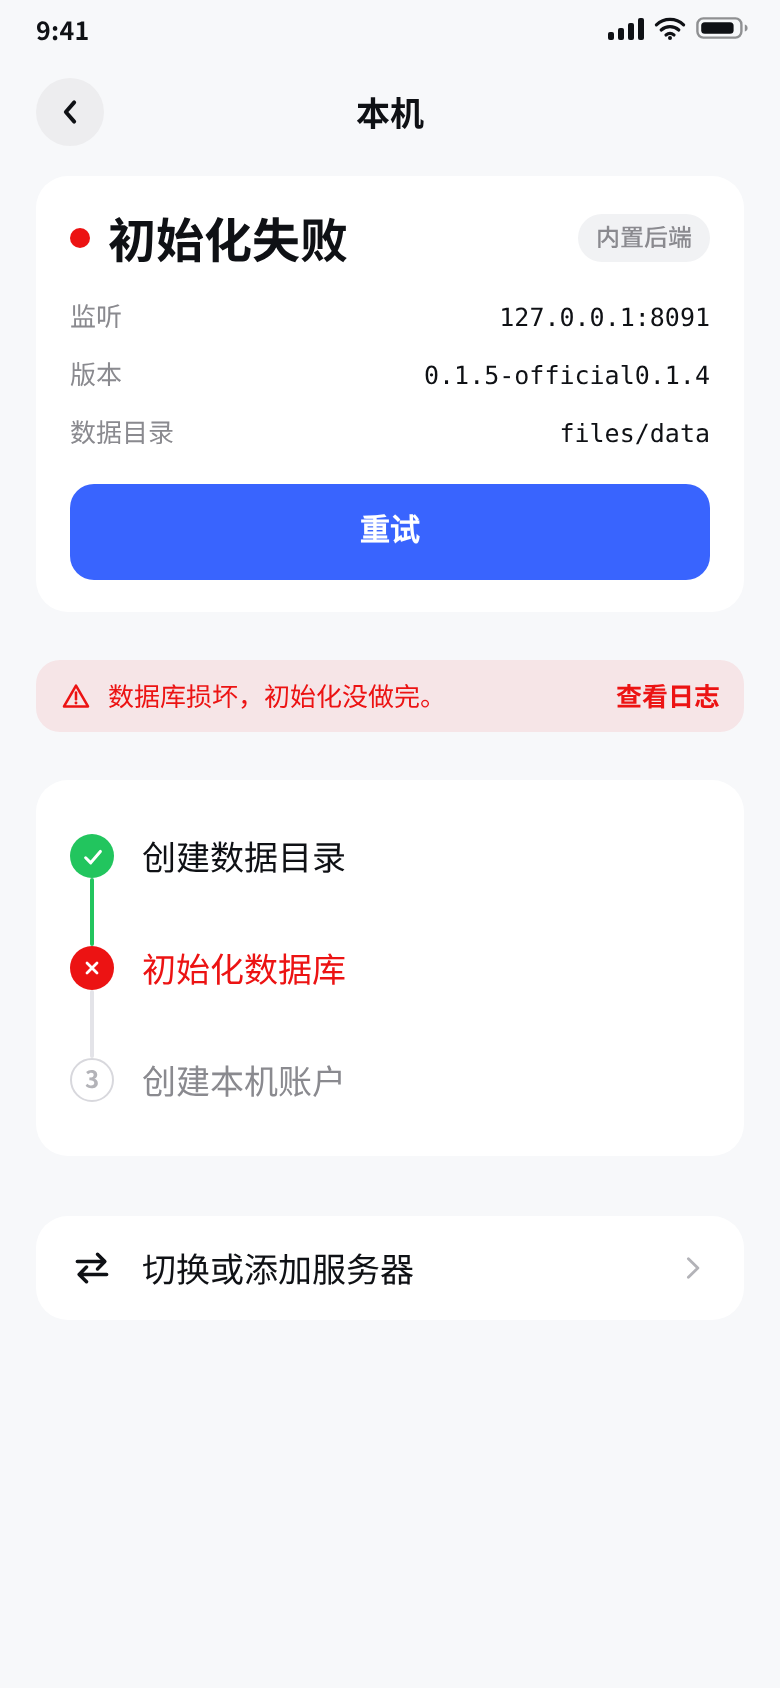 9:41
本机
初始化失败
内置后端
监听
127.0.0.1:8091
版本
0.1.5-official0.1.4
数据目录
files/data
重试
数据库损坏，初始化没做完。
查看日志
创建数据目录
初始化数据库
3
创建本机账户
切换或添加服务器